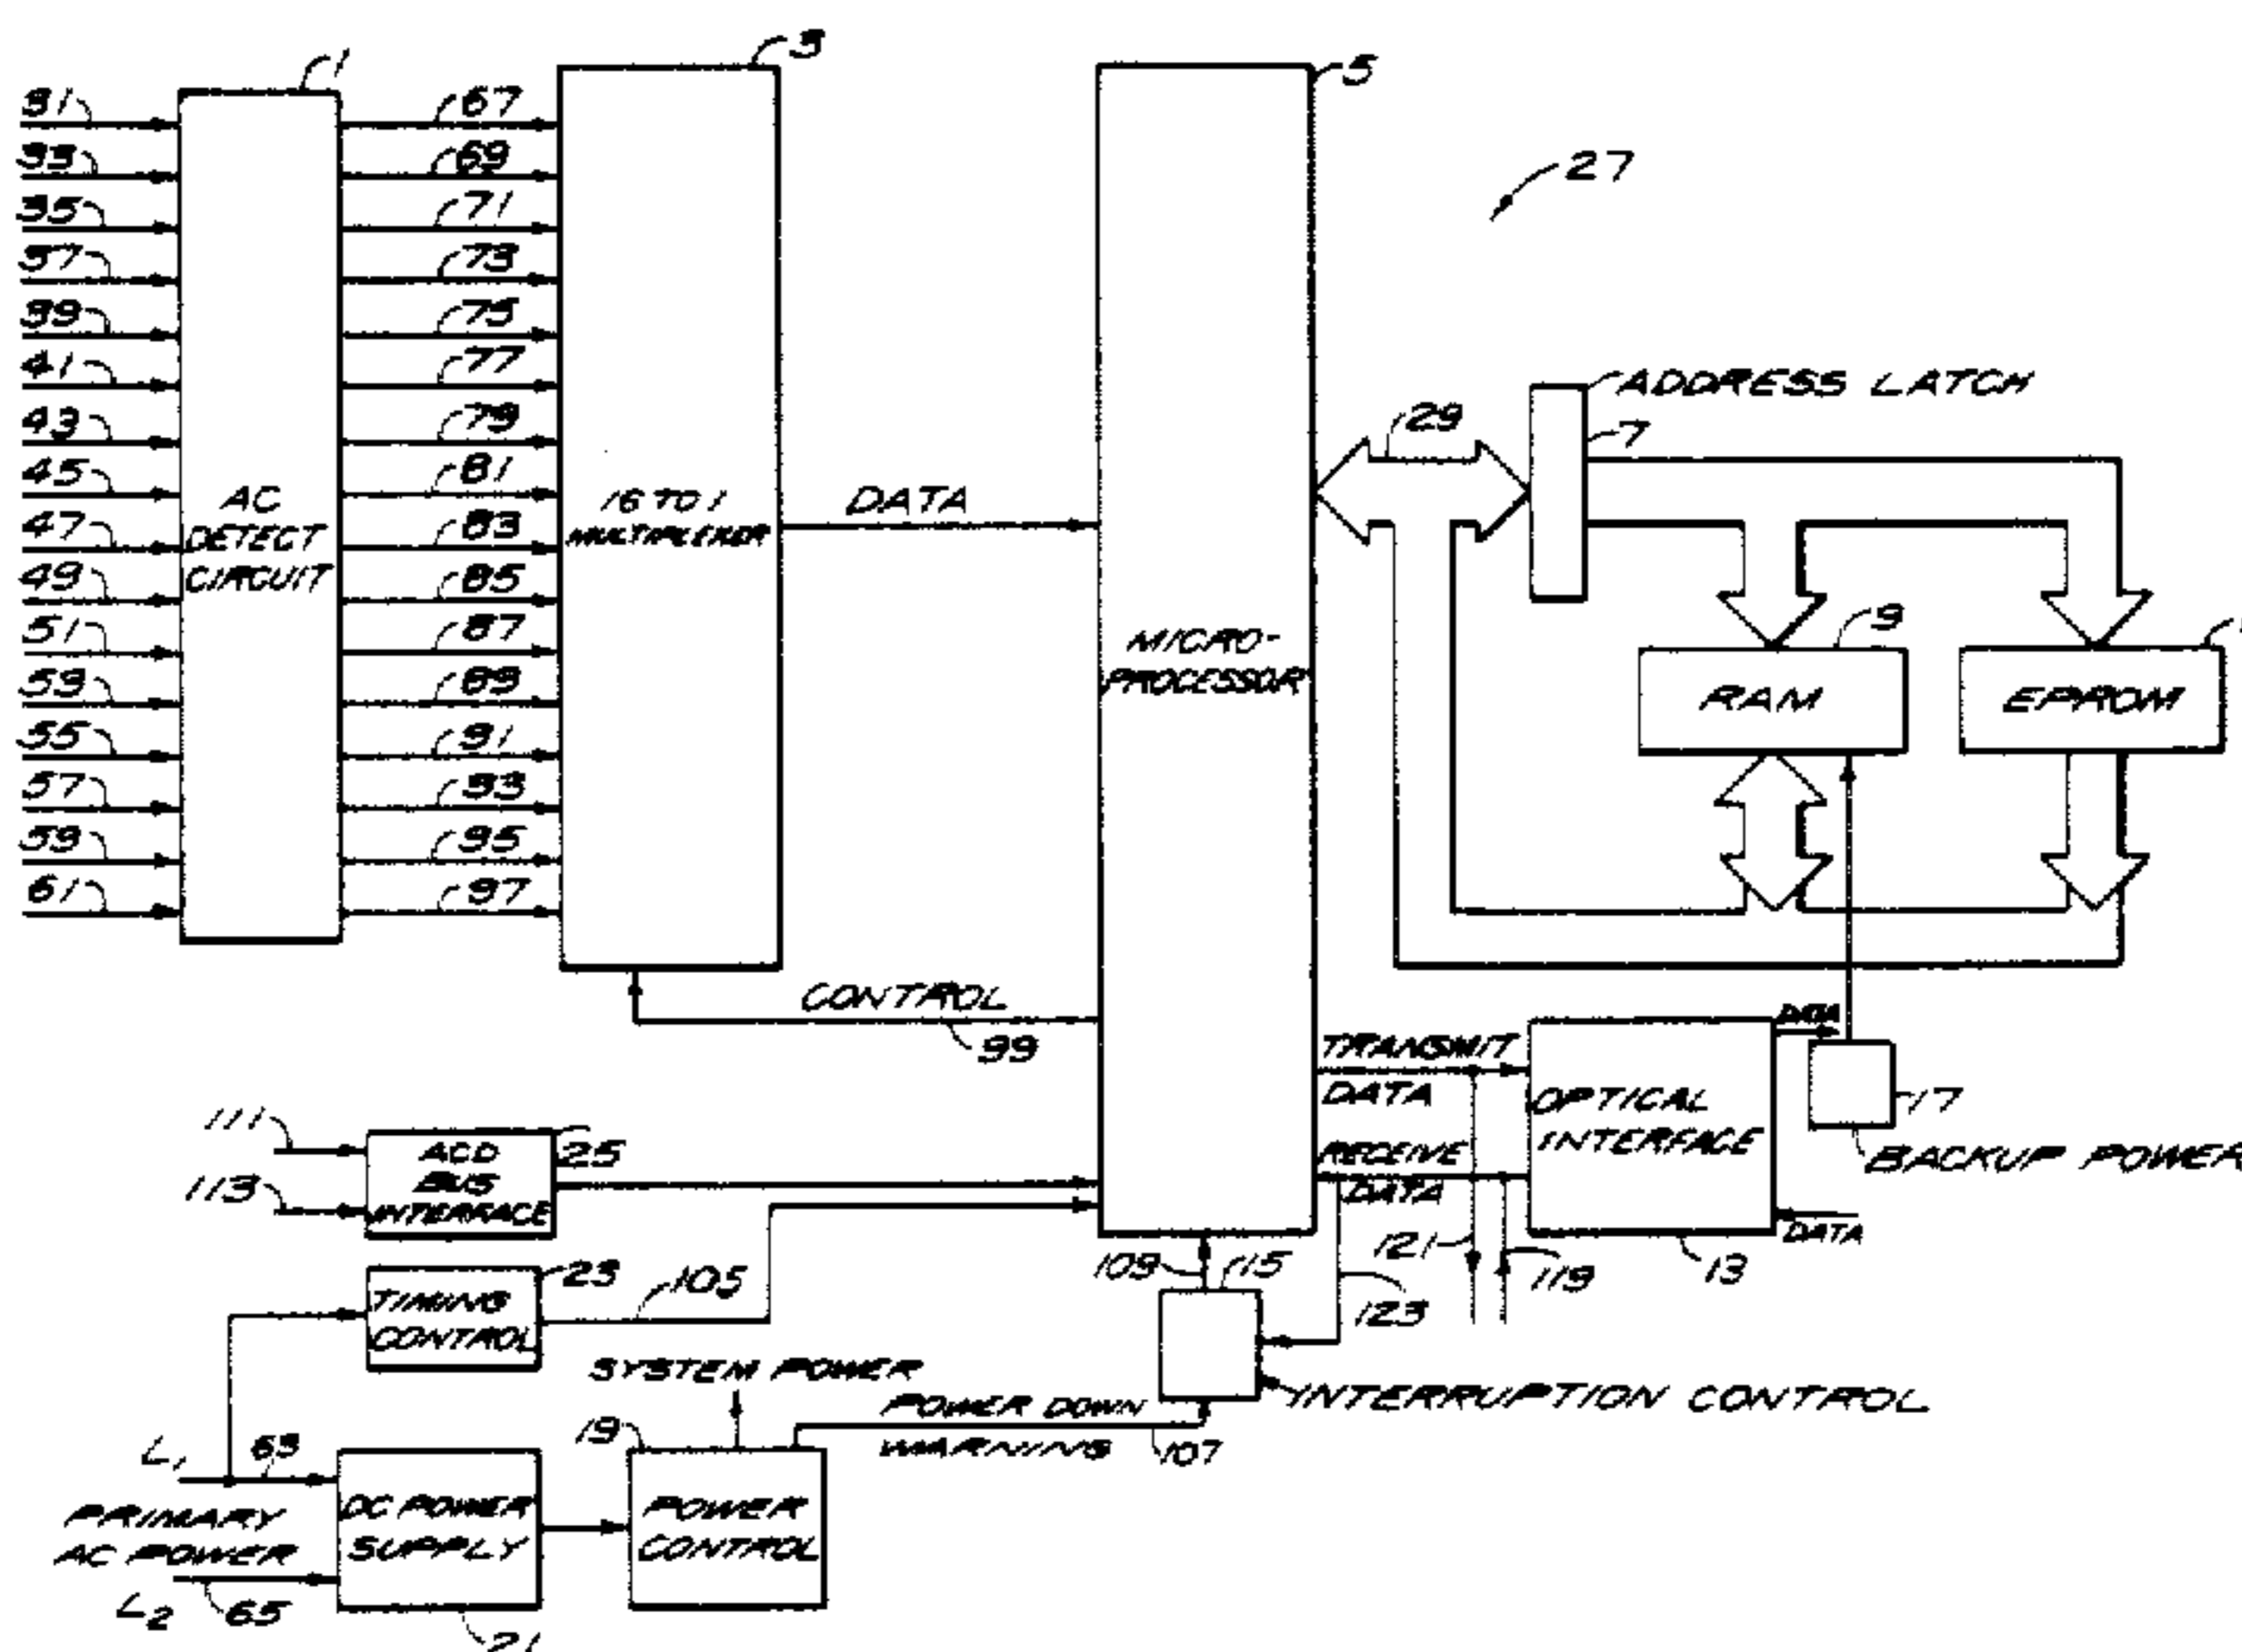 1
3
5
31
67
33
69
35
71
37
73
39
75
41
77
43
79
45
81
47
83
49
85
51
87
53
89
55
91
57
93
59
95
61
97
AC
DETECT
CIRCUIT
16 TO 1
MULTIPLEXER
DATA
MICRO-
PROCESSOR
27
29
ADDRESS LATCH
7
9
RAM
EPROM
CONTROL
99
TRANSMIT
DATA
RECEIVE
DATA
OPTICAL
INTERFACE
13
DATA
DATA
17
BACKUP POWER
111
113
ACD
BUS
INTERFACE
25
TIMING
CONTROL
23
105
109
115
121
119
123
INTERRUPTION CONTROL
SYSTEM POWER
POWER DOWN
WARNING
107
19
POWER
CONTROL
L1
63
PRIMARY
AC POWER
L2
65
DC POWER
SUPPLY
21